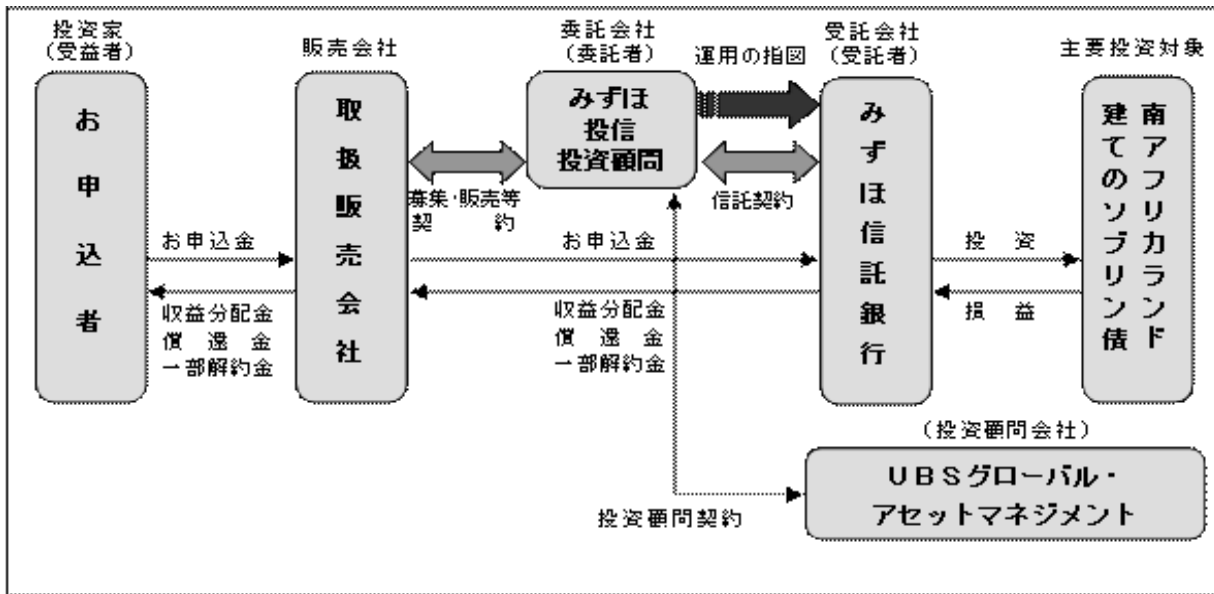 投資家
(受益者)
お申込者
販売会社
取扱販売会社
委託会社
(委託者)
みずほ
投信
投資顧問
運用の指図
受託会社
(受託者)
みずほ信託銀行
主要投資対象
南アフリカランド
建てのソブリン債
募集・販売等
契約
信託契約
お申込金
お申込金
投資
収益分配金
償還金
一部解約金
収益分配金
償還金
一部解約金
損益
(投資顧問会社)
UBSグローバル・
アセットマネジメント
投資顧問契約